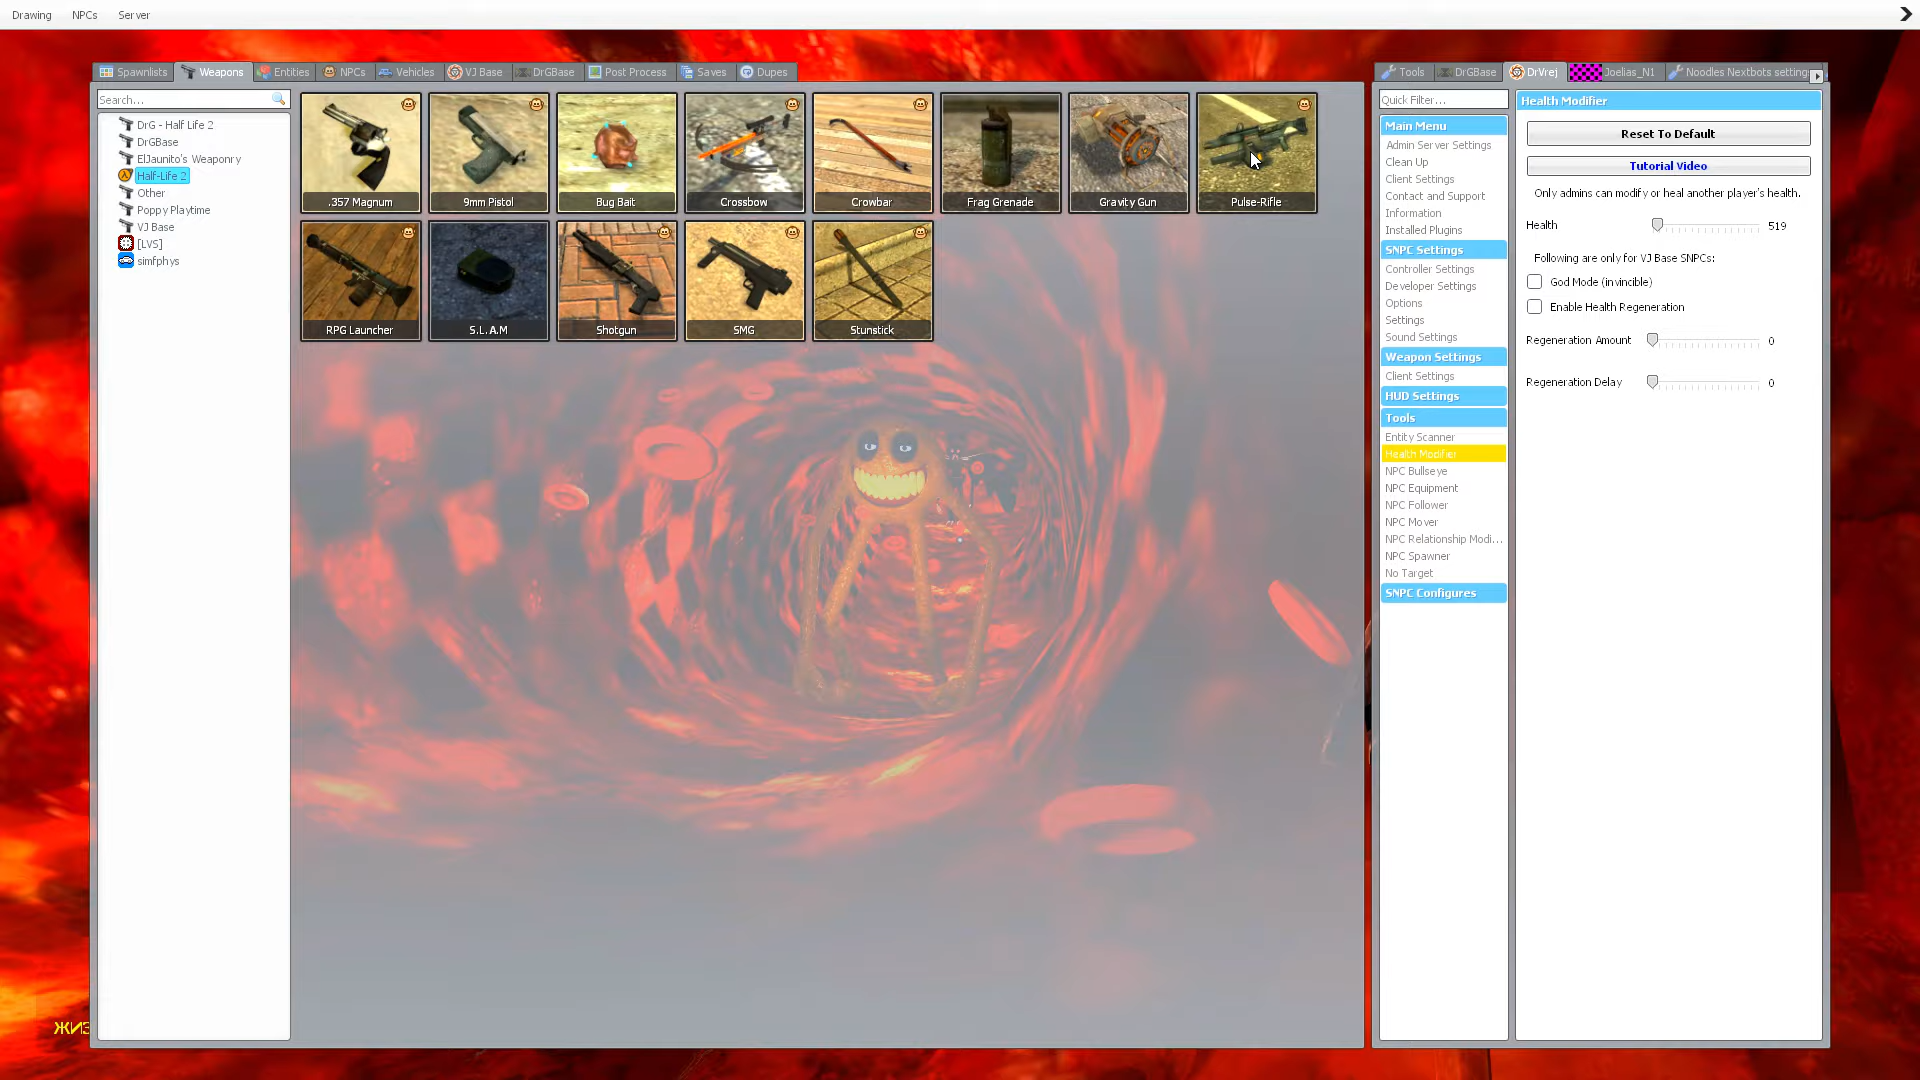 Drawing NPCs Server
Spawnlists Weapons Entities NPCs Vehicles VJ Base DrGBase Post Process Saves Dupes
Search...
DrG - Half Life 2
DrGBase
ElJaunito's Weaponry
Half-Life 2
Other
Poppy Playtime
VJ Base
[LVS]
simfphys
.357 Magnum 9mm Pistol Bug Bait Crossbow Crowbar Frag Grenade Gravity Gun Pulse-Rifle
RPG Launcher S.L.A.M Shotgun SMG Stunstick
Tools DrGBase DrVrej Joelias_N1 Noodles Nextbots setting
Quick Filter...
Main Menu
Admin Server Settings
Clean Up
Client Settings
Contact and Support
Information
Installed Plugins
SNPC Settings
Controller Settings
Developer Settings
Options
Settings
Sound Settings
Weapon Settings
Client Settings
HUD Settings
Tools
Entity Scanner
Health Modifier
NPC Bullseye
NPC Equipment
NPC Follower
NPC Mover
NPC Relationship Modi...
NPC Spawner
No Target
SNPC Configures
Health Modifier
Reset To Default
Tutorial Video
Only admins can modify or heal another player's health.
Health 519
Following are only for VJ Base SNPCs:
God Mode (invincible)
Enable Health Regeneration
Regeneration Amount 0
Regeneration Delay 0
ЖИЗ